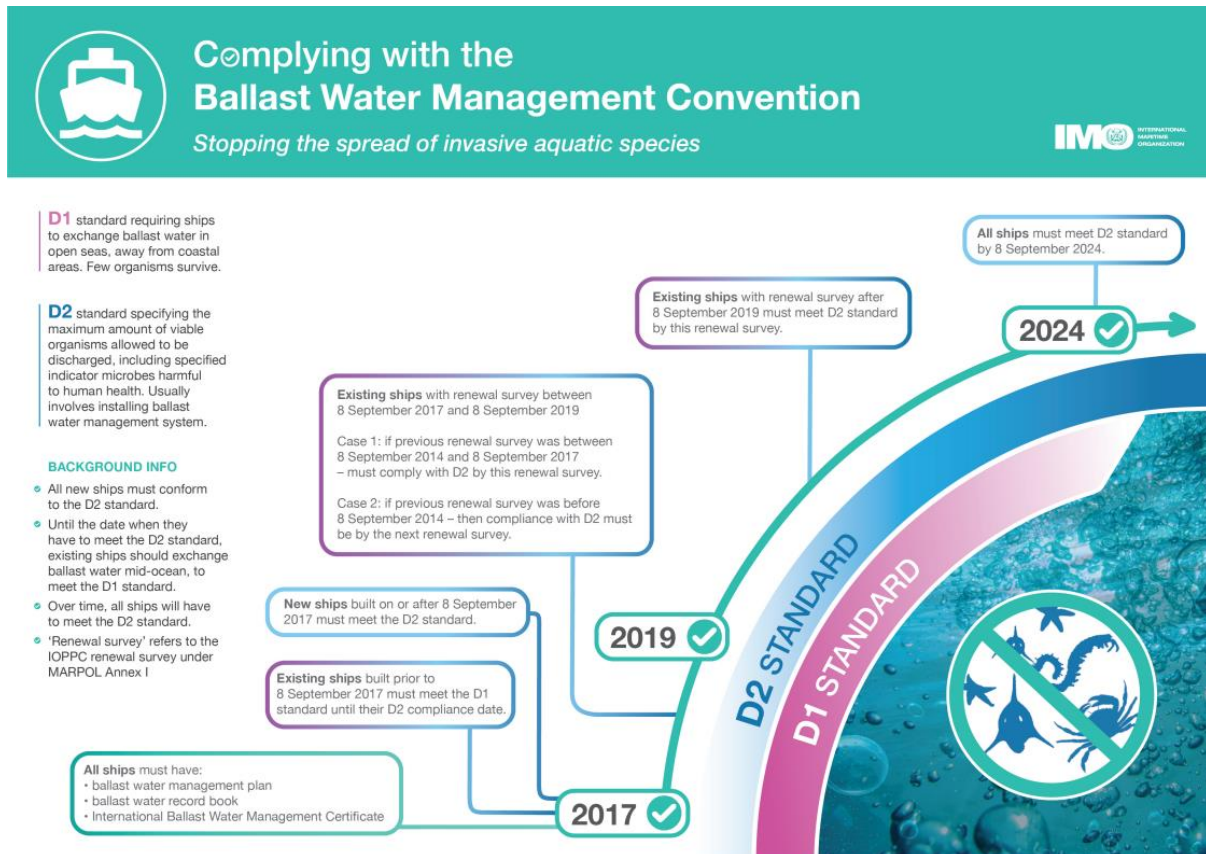 Complying with the
Ballast Water Management Convention
Stopping the spread of invasive aquatic species
IMO
INTERNATIONAL
MARITIME
ORGANIZATION
D1 standard requiring ships
to exchange ballast water in
open seas, away from coastal
areas. Few organisms survive.
D2 standard specifying the
maximum amount of viable
organisms allowed to be
discharged, including specified
indicator microbes harmful
to human health. Usually
involves installing ballast
water management system.
BACKGROUND INFO
All new ships must conform
to the D2 standard.
Until the date when they
have to meet the D2 standard,
existing ships should exchange
ballast water mid-ocean, to
meet the D1 standard.
Over time, all ships will have
to meet the D2 standard.
‘Renewal survey’ refers to the
IOPPC renewal survey under
MARPOL Annex I
All ships must meet D2 standard
by 8 September 2024.
2024
Existing ships with renewal survey after
8 September 2019 must meet D2 standard
by this renewal survey.
Existing ships with renewal survey between
8 September 2017 and 8 September 2019
Case 1: if previous renewal survey was between
8 September 2014 and 8 September 2017
– must comply with D2 by this renewal survey.
Case 2: if previous renewal survey was before
8 September 2014 – then compliance with D2 must
be by the next renewal survey.
2019
New ships built on or after 8 September
2017 must meet the D2 standard.
Existing ships built prior to
8 September 2017 must meet the D1
standard until their D2 compliance date.
All ships must have:
• ballast water management plan
• ballast water record book
• International Ballast Water Management Certificate
2017
D2 STANDARD
D1 STANDARD